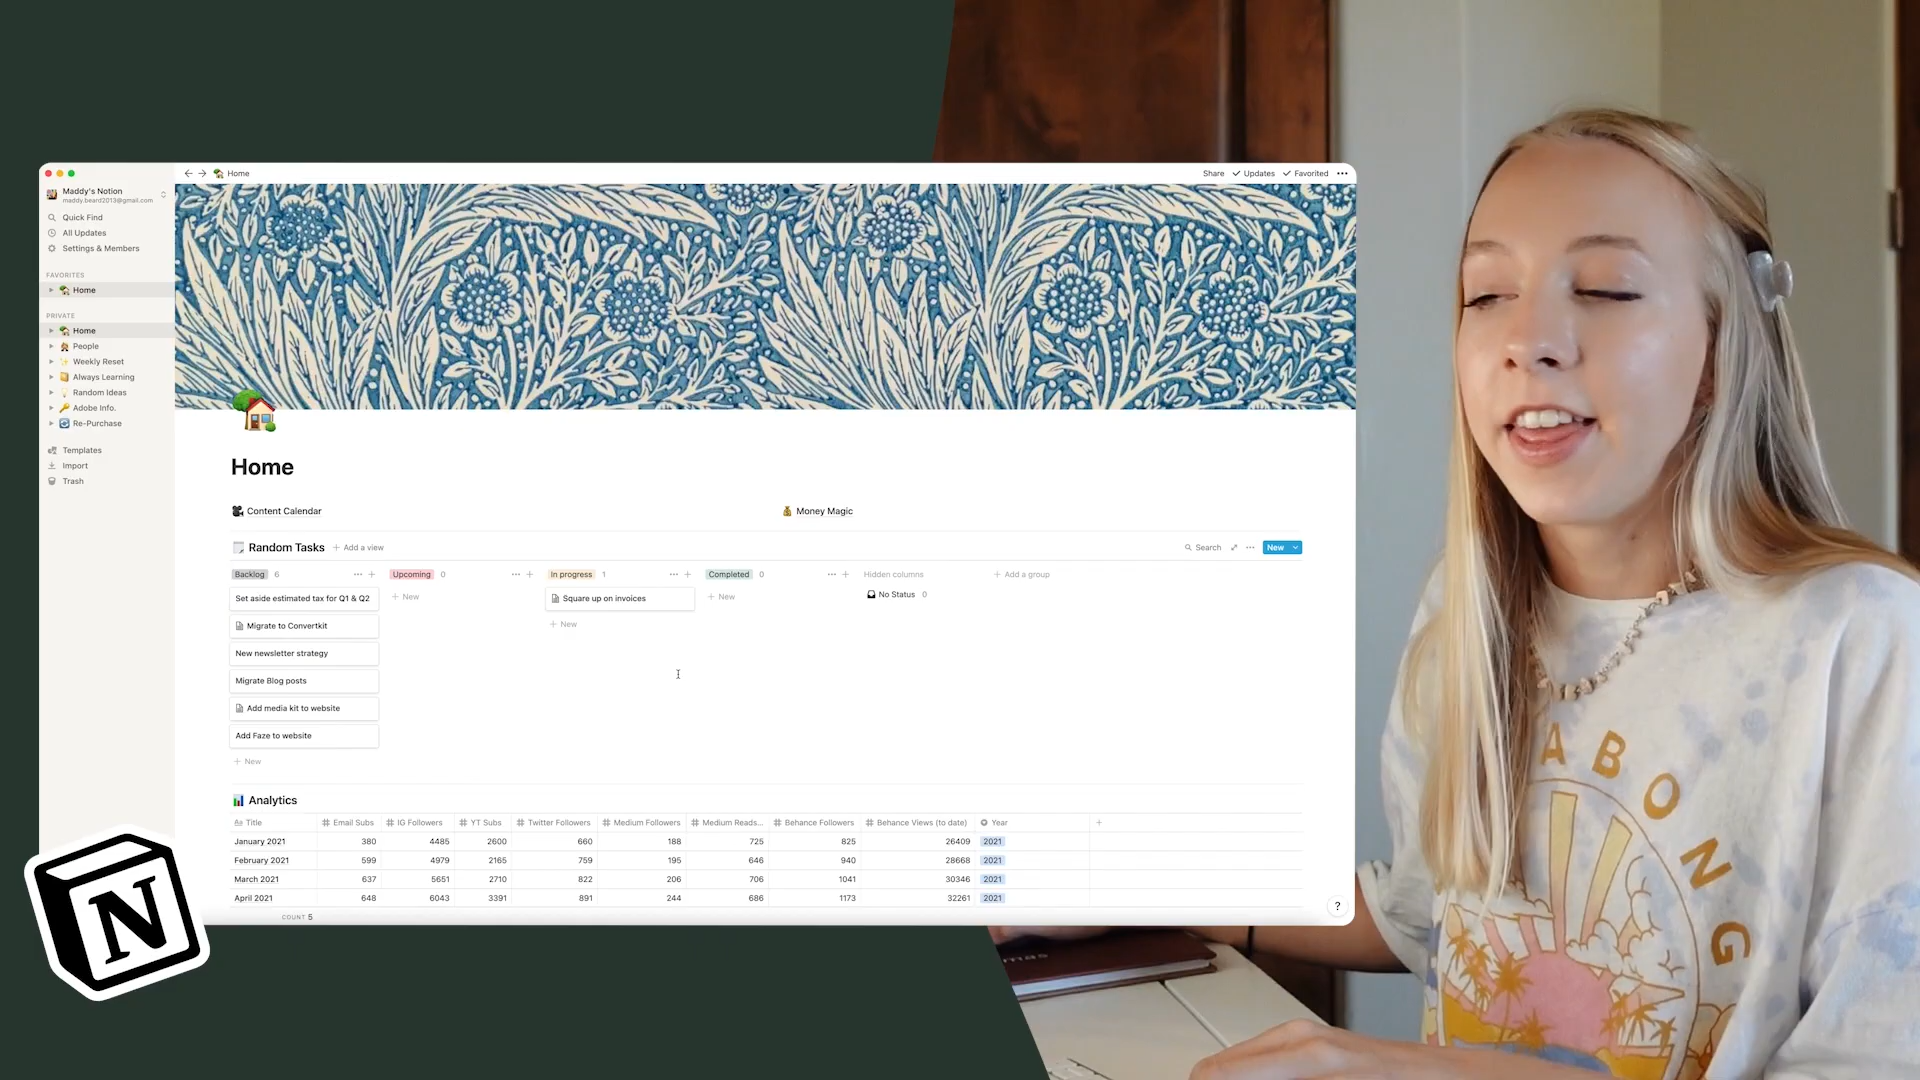 Home
Share
Updates
Favorited
Maddy's Notion
maddy.beard2013@gmail.com
Quick Find
All Updates
Settings & Members
FAVORITES
Home
PRIVATE
Home
People
Weekly Reset
Always Learning
Random Ideas
Adobe Info.
Re-Purchase
Templates
Import
Trash
Home
Content Calendar
Money Magic
Random Tasks
+ Add a view
Search
New
Backlog 6
Upcoming 0
In progress 1
Completed 0
Hidden columns
+ Add a group
Set aside estimated tax for Q1 & Q2
Migrate to Convertkit
New newsletter strategy
Migrate Blog posts
Add media kit to website
Add Faze to website
+ New
+ New
Square up on invoices
+ New
+ New
No Status 0
Analytics
Aa Title # Email Subs # IG Followers # YT Subs # Twitter Followers # Medium Followers # Medium Reads... # Behance Followers # Behance Views (to date) Year +
January 2021 380 4485 2600 660 188 725 825 26409 2021
February 2021 599 4979 2165 759 195 646 940 28668 2021
March 2021 637 5651 2710 822 206 706 1041 30346 2021
April 2021 648 6043 3391 891 244 686 1173 32261 2021
COUNT 5
?
N
ABONG